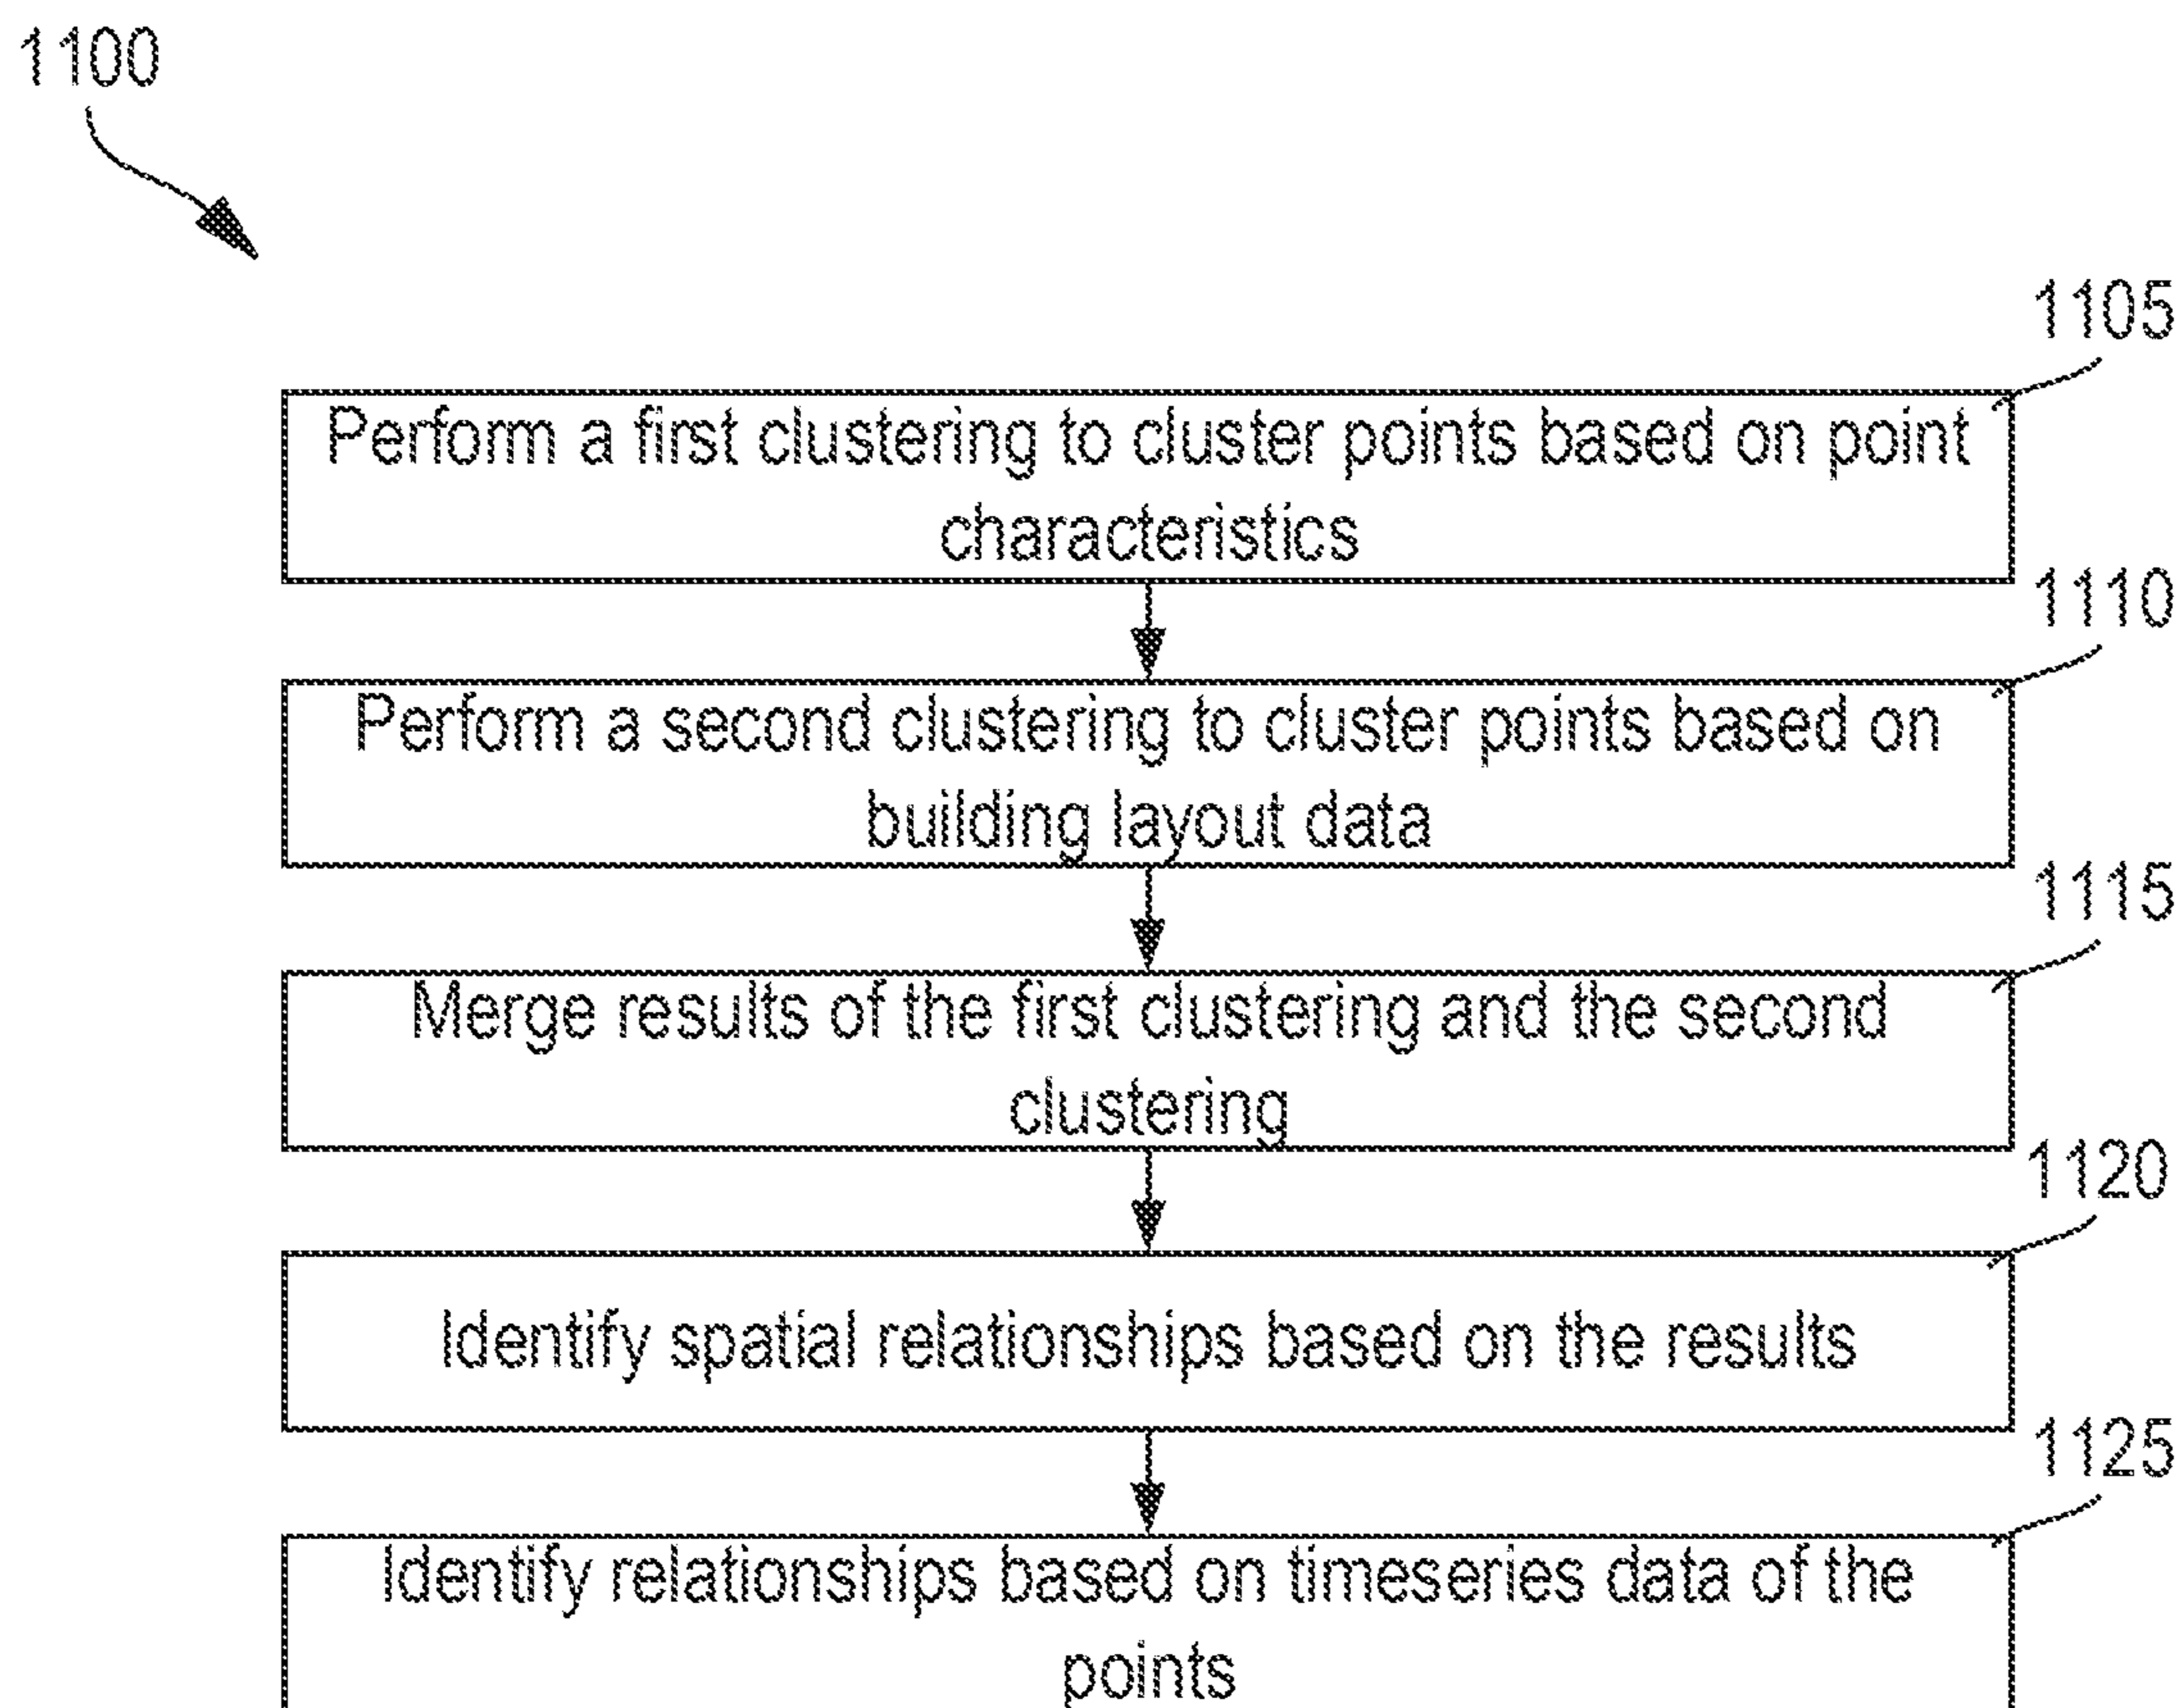 1100
1105
Perform a first clustering to cluster points based on point
characteristics
1110
Perform a second clustering to cluster points based on
building layout data
1115
Merge results of the first clustering and the second
clustering
1120
Identify spatial relationships based on the results
1125
Identify relationships based on timeseries data of the
points